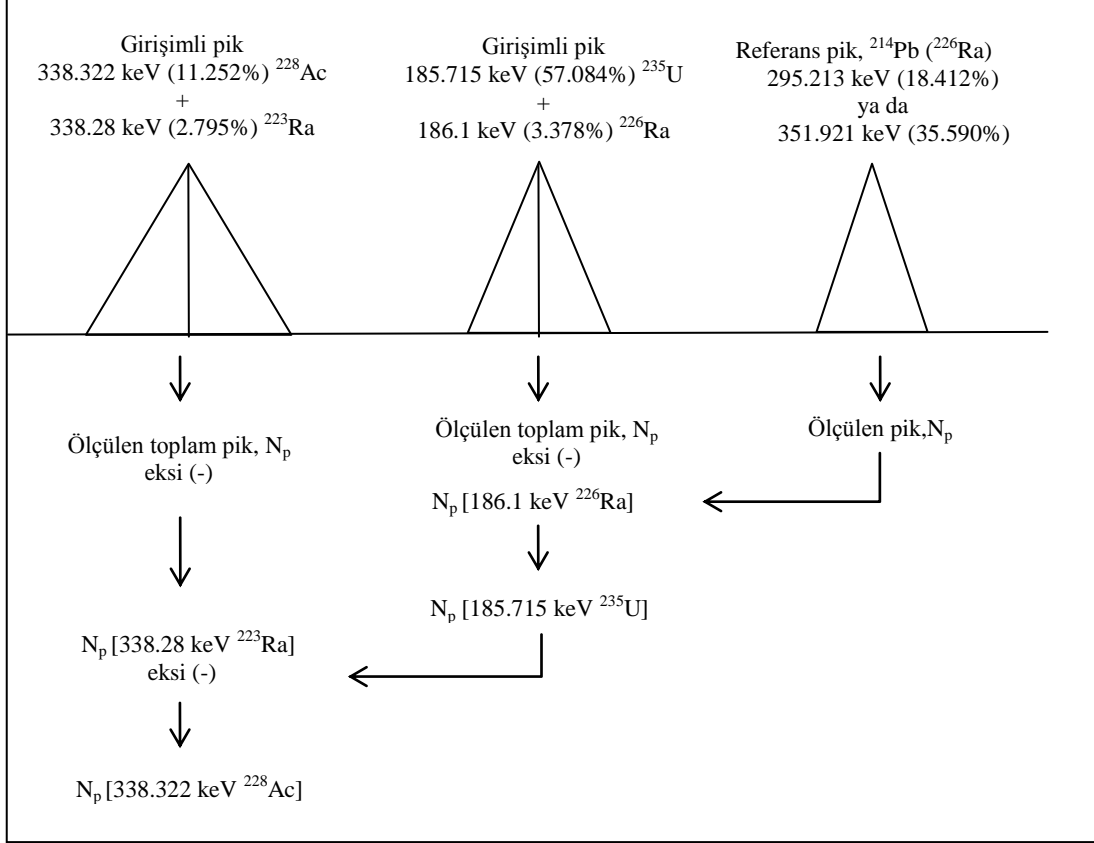 Girişimli pik
338.322 keV (11.252%) ²²⁸Ac
+
338.28 keV (2.795%) ²²³Ra
Girişimli pik
185.715 keV (57.084%) ²³⁵U
+
186.1 keV (3.378%) ²²⁶Ra
Referans pik, ²¹⁴Pb (²²⁶Ra)
295.213 keV (18.412%)
ya da
351.921 keV (35.590%)
Ölçülen toplam pik, Nₚ
eksi (-)
Ölçülen toplam pik, Nₚ
eksi (-)
Ölçülen pik,Nₚ
Nₚ [186.1 keV ²²⁶Ra]
Nₚ [185.715 keV ²³⁵U]
Nₚ [338.28 keV ²²³Ra]
eksi (-)
Nₚ [338.322 keV ²²⁸Ac]